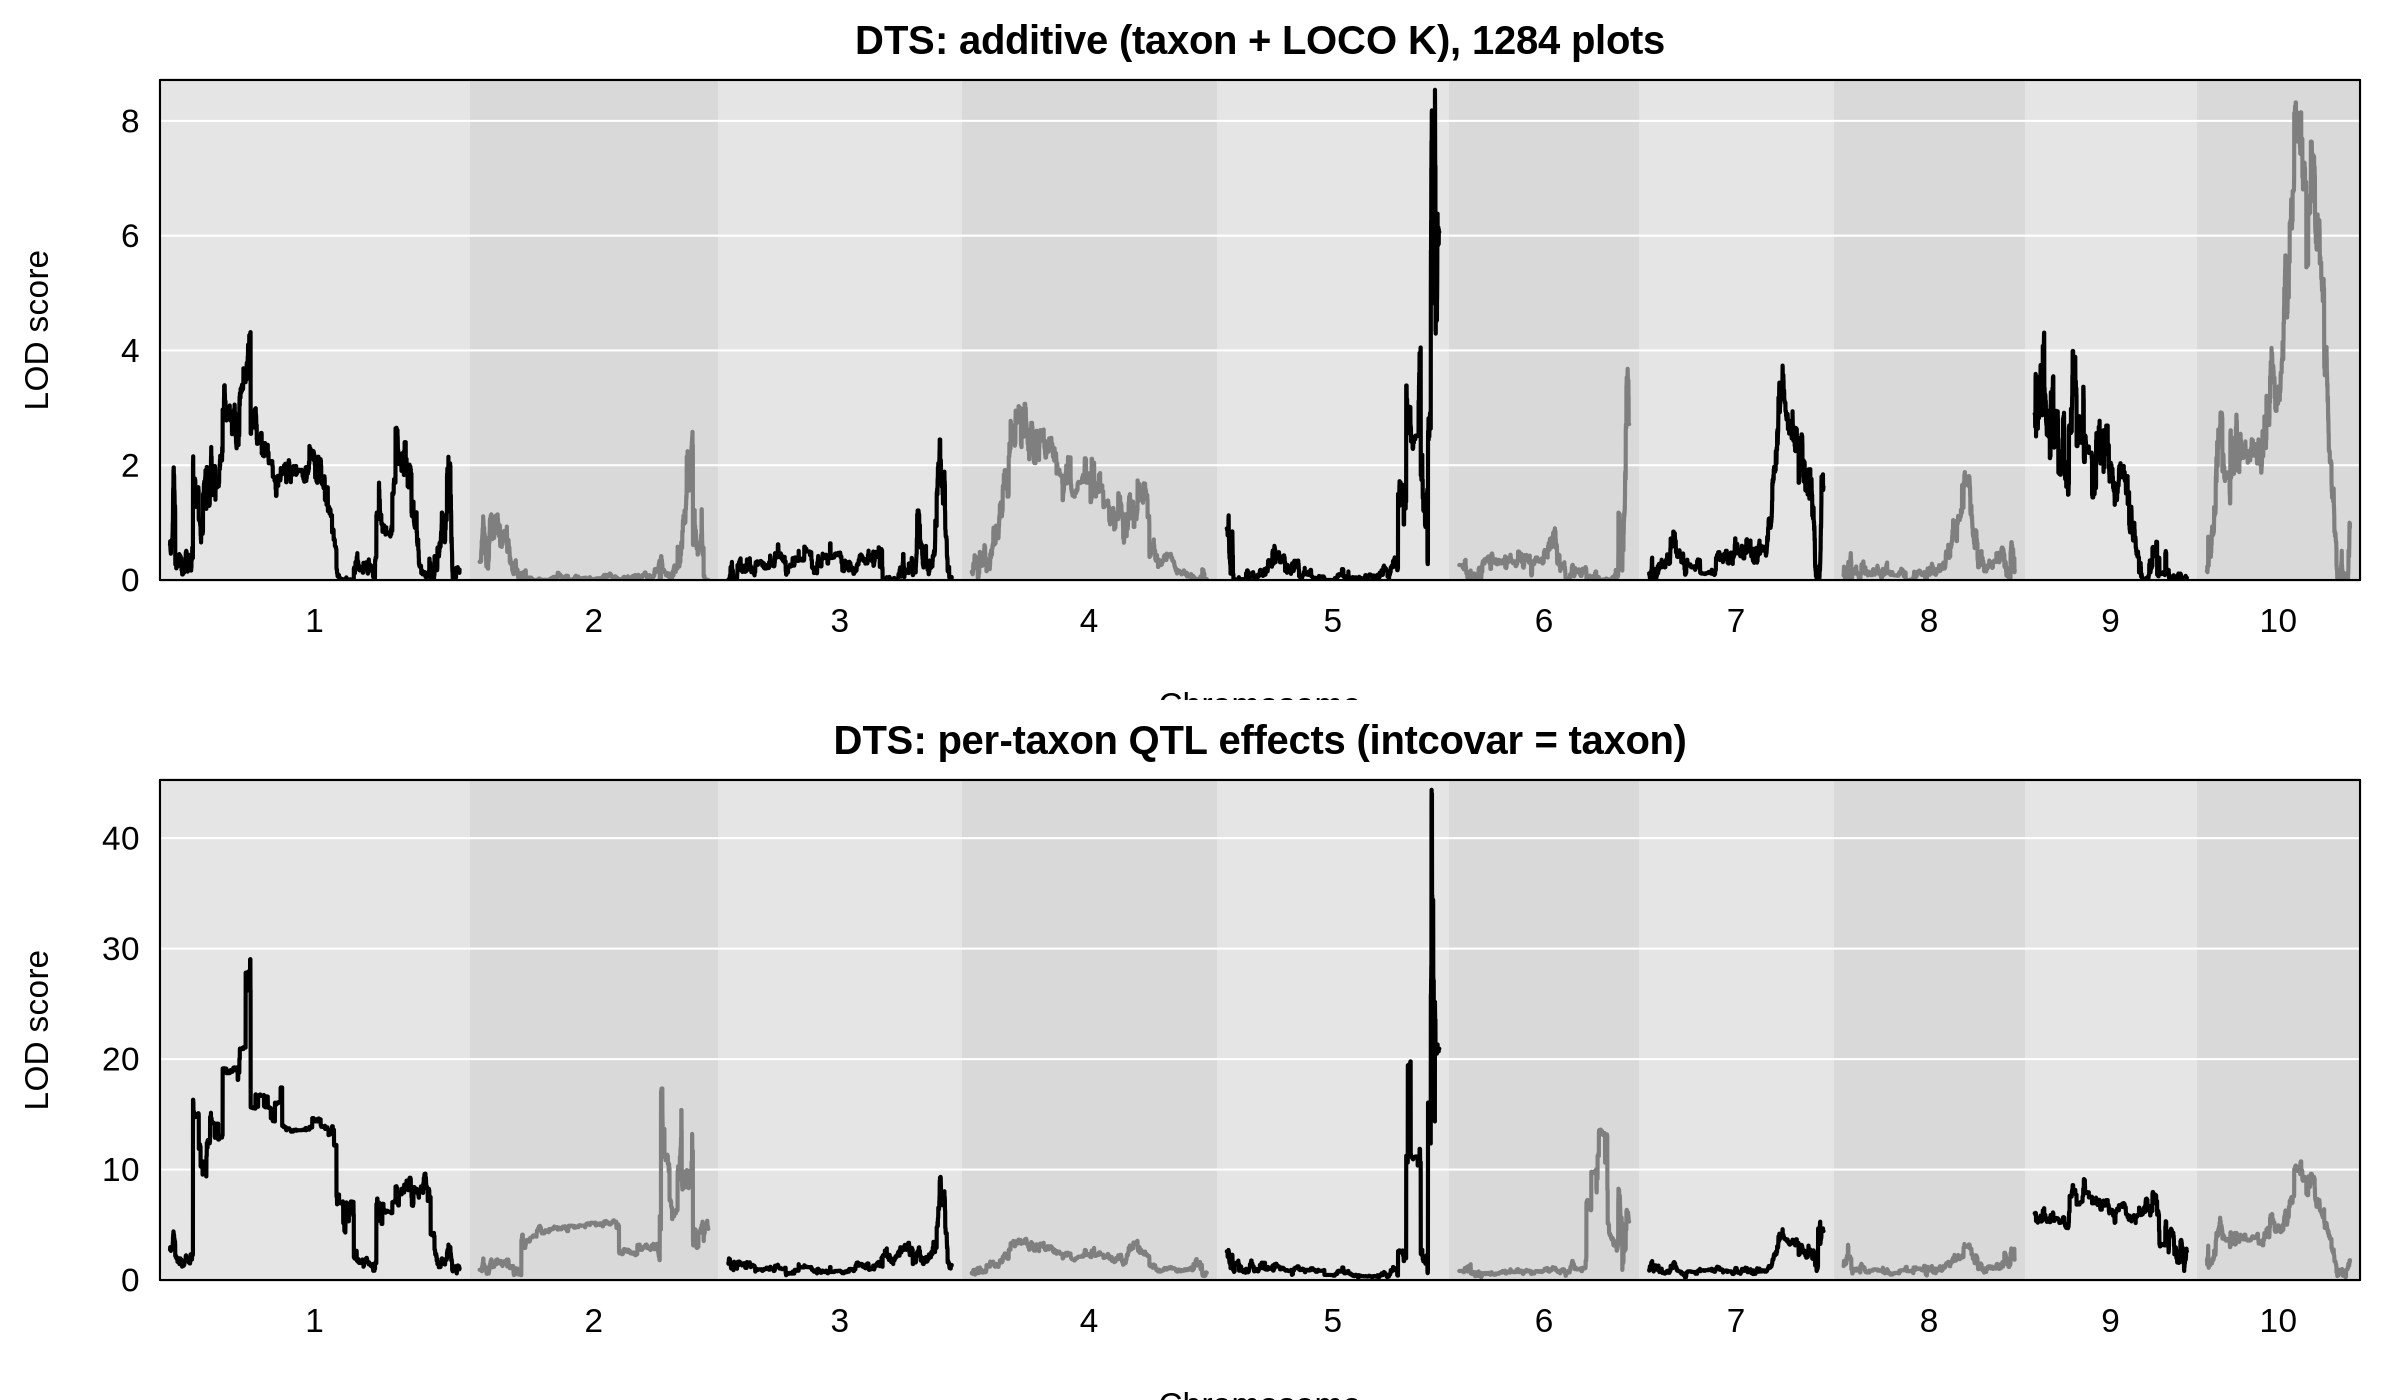 DTS: additive (taxon + LOCO K), 1284 plots
LOD score
8
6
4
2
0
1 2 3 4 5 6 7 8 9 10
Chromosome
DTS: per-taxon QTL effects (intcovar = taxon)
LOD score
40
30
20
10
0
1 2 3 4 5 6 7 8 9 10
Chromosome